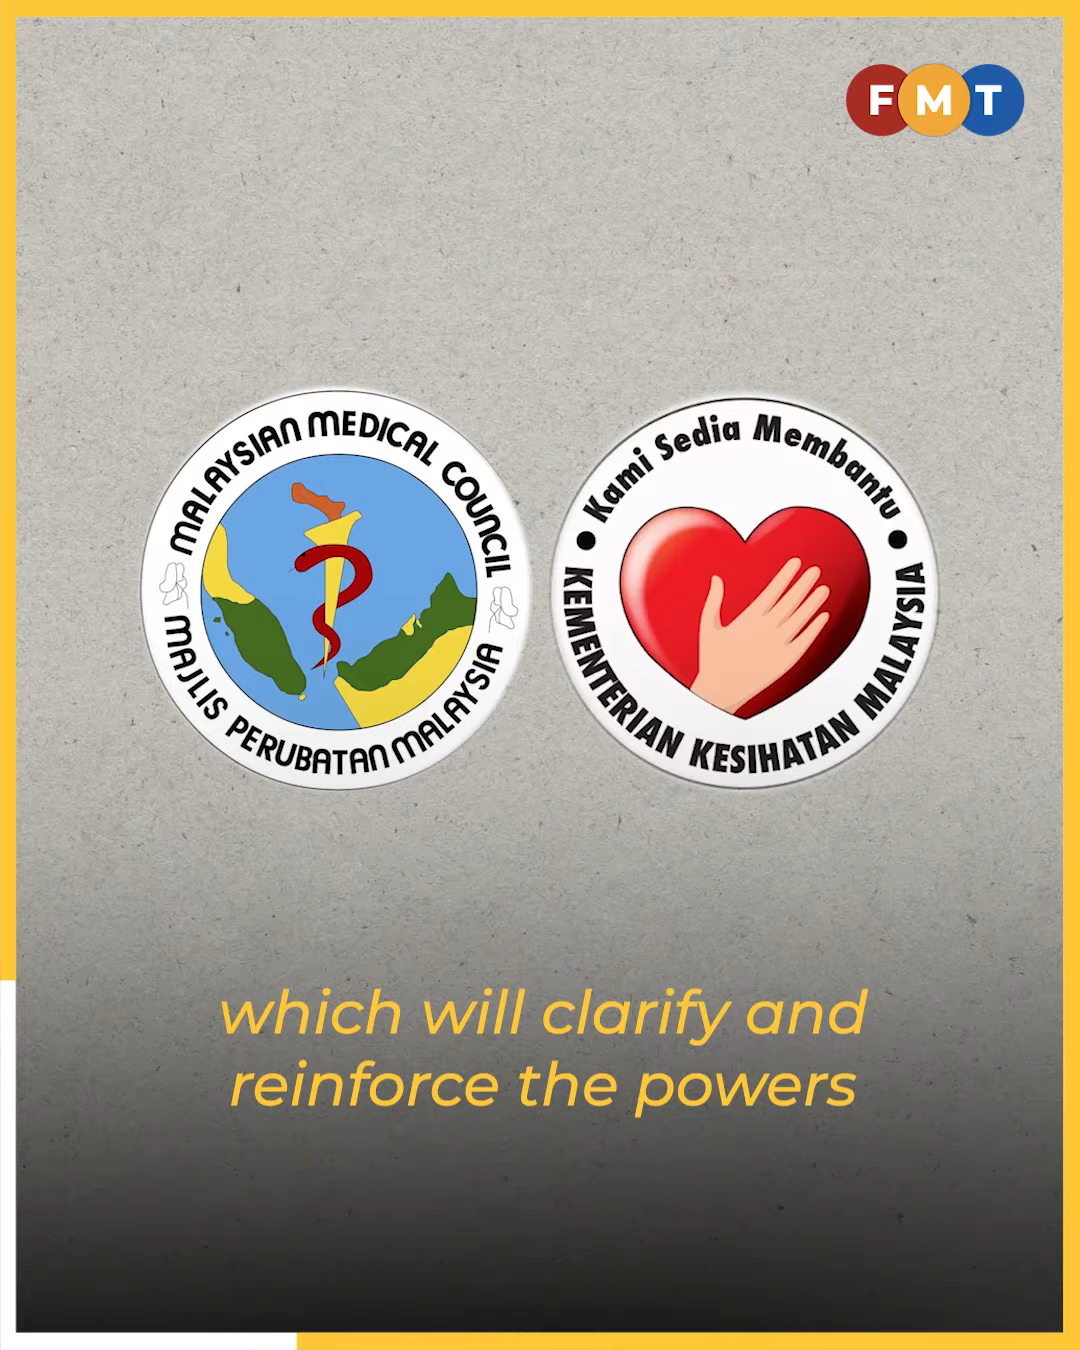 FMT
MALAYSIAN MEDICAL COUNCIL
MAJLIS PERUBATAN MALAYSIA
Kami Sedia Membantu
KEMENTERIAN KESIHATAN MALAYSIA
which will clarify and
reinforce the powers